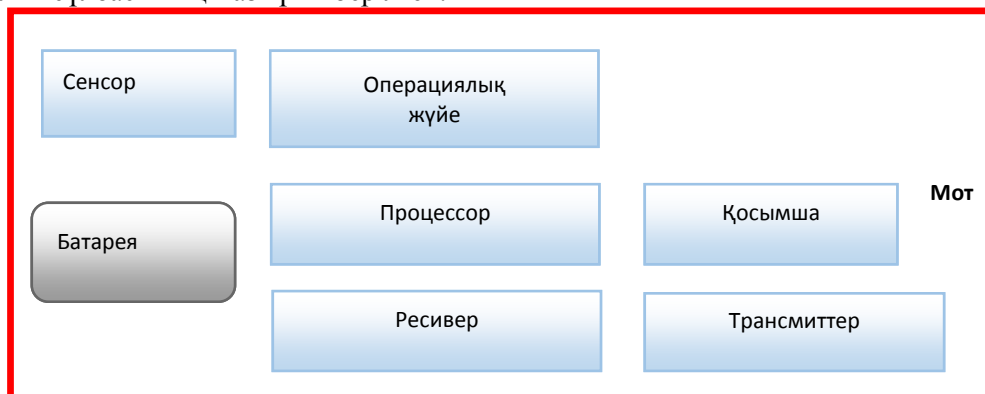 Сенсор
Операциялық
жүйе
Мот
Процессор
Қосымша
Батарея
Ресивер
Трансмиттер